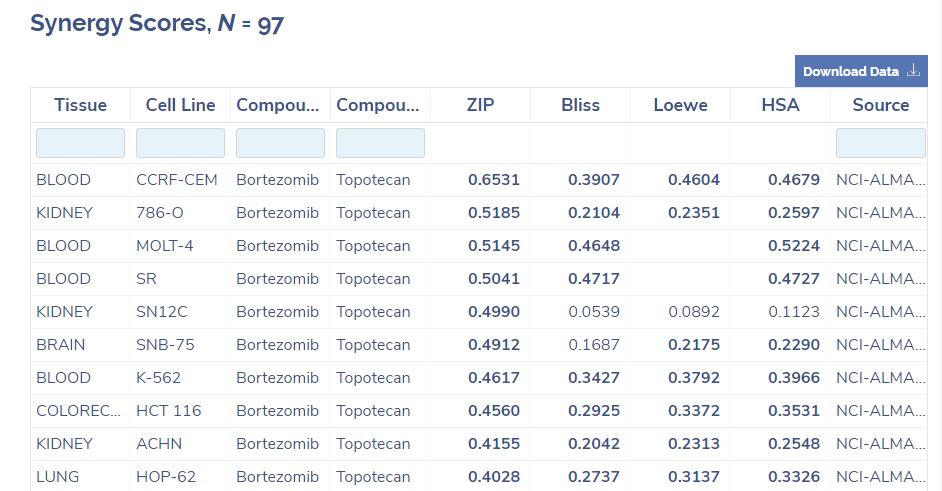 Synergy Scores, N = 97
Download Data
Tissue Cell Line Compou... Compou... ZIP Bliss Loewe HSA Source
BLOOD CCRF-CEM Bortezomib Topotecan 0.6531 0.3907 0.4604 0.4679 NCI-ALMA...
KIDNEY 786-O Bortezomib Topotecan 0.5185 0.2104 0.2351 0.2597 NCI-ALMA...
BLOOD MOLT-4 Bortezomib Topotecan 0.5145 0.4648 0.5224 NCI-ALMA...
BLOOD SR Bortezomib Topotecan 0.5041 0.4717 0.4727 NCI-ALMA...
KIDNEY SN12C Bortezomib Topotecan 0.4990 0.0539 0.0892 0.1123 NCI-ALMA...
BRAIN SNB-75 Bortezomib Topotecan 0.4912 0.1687 0.2175 0.2290 NCI-ALMA...
BLOOD K-562 Bortezomib Topotecan 0.4617 0.3427 0.3792 0.3966 NCI-ALMA...
COLOREC... HCT 116 Bortezomib Topotecan 0.4560 0.2925 0.3372 0.3531 NCI-ALMA...
KIDNEY ACHN Bortezomib Topotecan 0.4155 0.2042 0.2313 0.2548 NCI-ALMA...
LUNG HOP-62 Bortezomib Topotecan 0.4028 0.2737 0.3137 0.3326 NCI-ALMA...